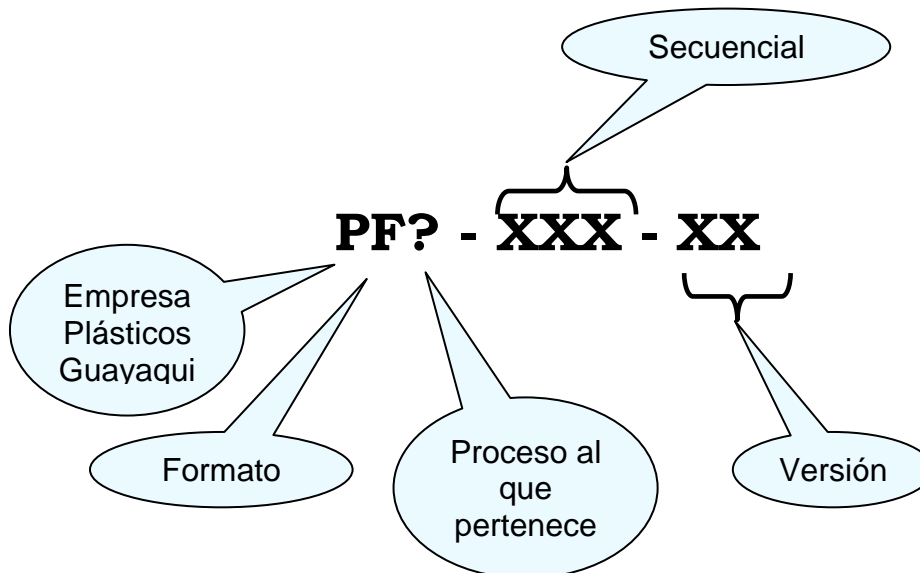 Secuencial
PF? - XXX - XX
Empresa
Plásticos
Guayaqui
Formato
Proceso al
que
pertenece
Versión